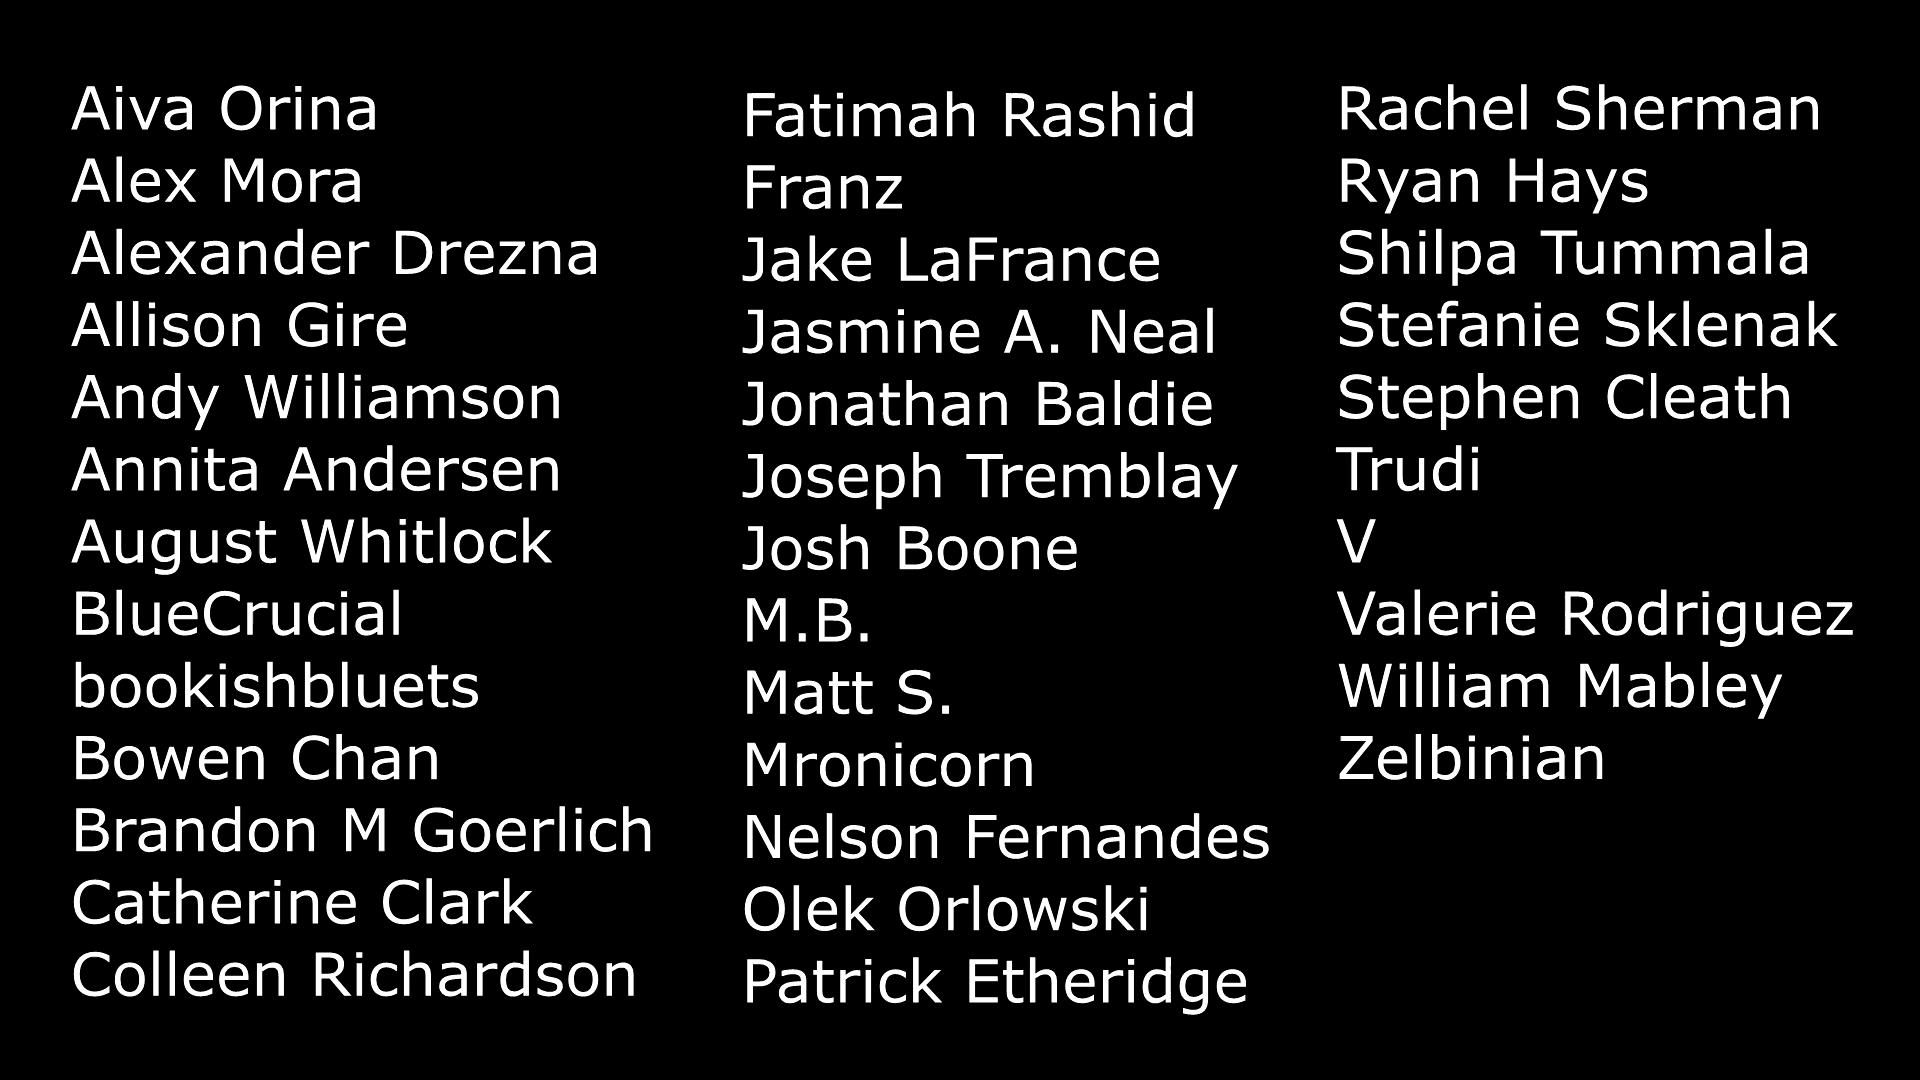 Aiva Orina
Alex Mora
Alexander Drezna
Allison Gire
Andy Williamson
Annita Andersen
August Whitlock
BlueCrucial
bookishbluets
Bowen Chan
Brandon M Goerlich
Catherine Clark
Colleen Richardson
Fatimah Rashid
Franz
Jake LaFrance
Jasmine A. Neal
Jonathan Baldie
Joseph Tremblay
Josh Boone
M.B.
Matt S.
Mronicorn
Nelson Fernandes
Olek Orlowski
Patrick Etheridge
Rachel Sherman
Ryan Hays
Shilpa Tummala
Stefanie Sklenak
Stephen Cleath
Trudi
V
Valerie Rodriguez
William Mabley
Zelbinian